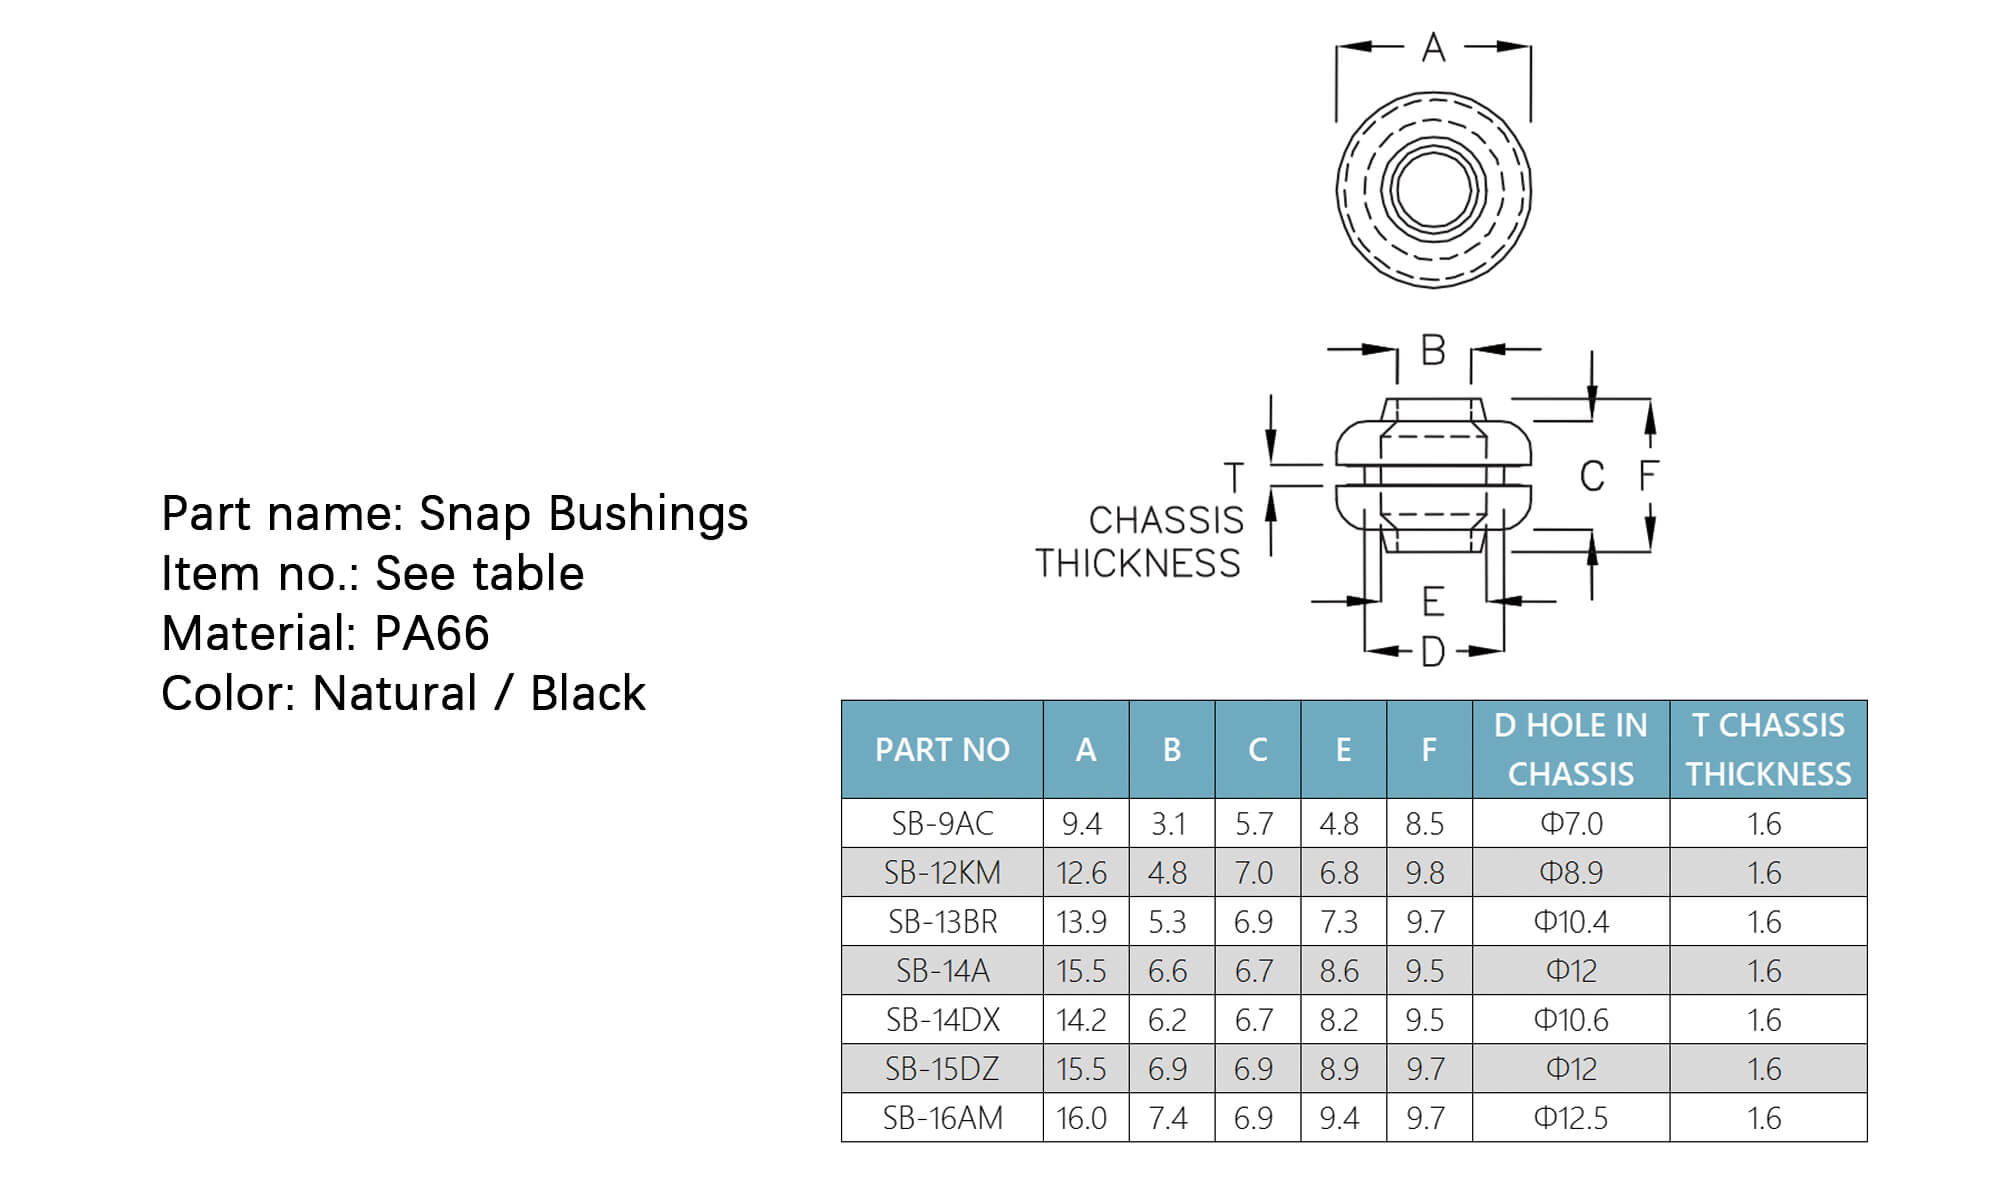 A
B
T
C
F
CHASSIS
THICKNESS
E
D
Part name: Snap Bushings
Item no.: See table
Material: PA66
Color: Natural / Black
PART NO A B C E F D HOLE IN CHASSIS T CHASSIS THICKNESS
SB-9AC 9.4 3.1 5.7 4.8 8.5 Φ7.0 1.6
SB-12KM 12.6 4.8 7.0 6.8 9.8 Φ8.9 1.6
SB-13BR 13.9 5.3 6.9 7.3 9.7 Φ10.4 1.6
SB-14A 15.5 6.6 6.7 8.6 9.5 Φ12 1.6
SB-14DX 14.2 6.2 6.7 8.2 9.5 Φ10.6 1.6
SB-15DZ 15.5 6.9 6.9 8.9 9.7 Φ12 1.6
SB-16AM 16.0 7.4 6.9 9.4 9.7 Φ12.5 1.6